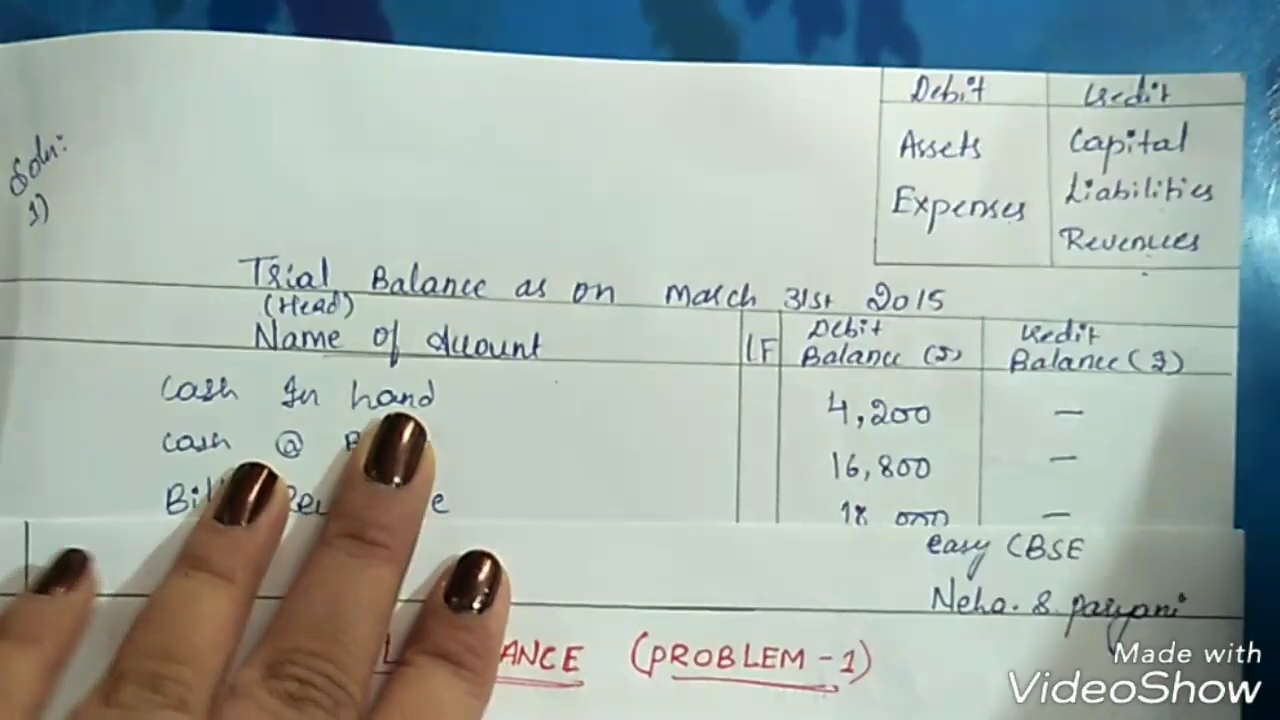 Soln:
1)
Debit Credit
Assets Capital
Expenses Liabilities
Revenues
Trial Balance as on March 31st 2015
(Head)
Name of Account LF Debit Balance (₹) Credit Balance (₹)
Cash In hand 4,200 —
Cash @ 16,800 —
18 000 —
easy CBSE
Neha. S. Paryani
(PROBLEM - 1)
Made with
VideoShow